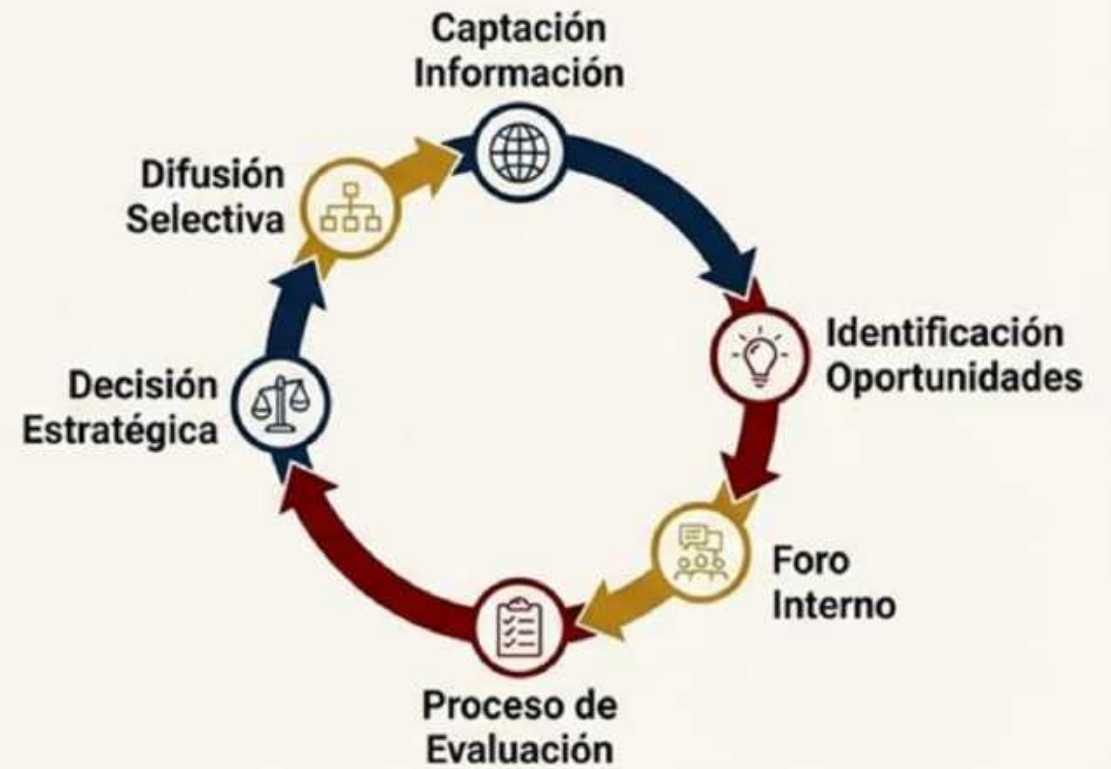 Captación
Información
Identificación
Oportunidades
Foro
Interno
Proceso de
Evaluación
Decisión
Estratégica
Difusión
Selectiva